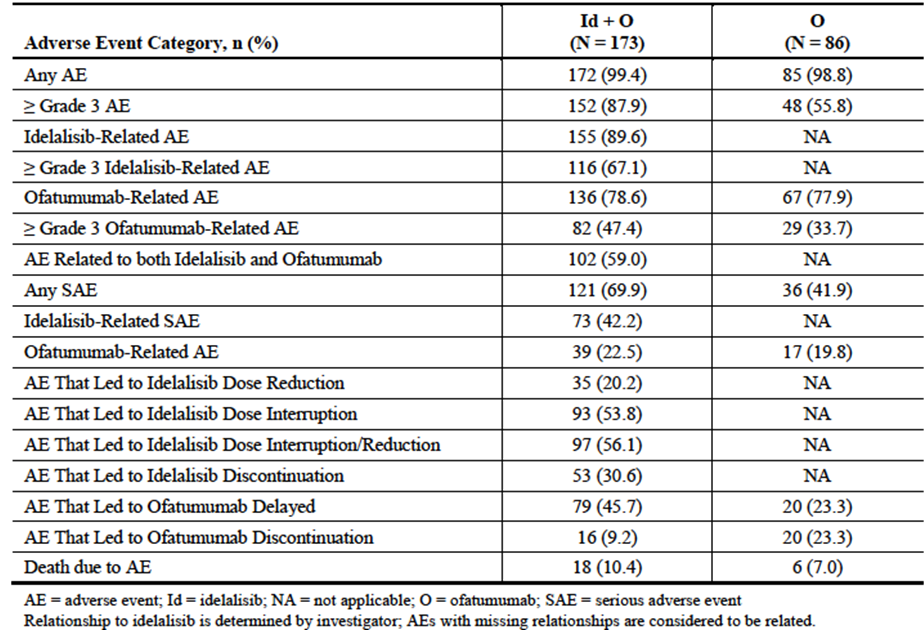 Adverse Event Category, n (%) Id + O (N = 173) O (N = 86)
Any AE 172 (99.4) 85 (98.8)
≥ Grade 3 AE 152 (87.9) 48 (55.8)
Idelalisib-Related AE 155 (89.6) NA
≥ Grade 3 Idelalisib-Related AE 116 (67.1) NA
Ofatumumab-Related AE 136 (78.6) 67 (77.9)
≥ Grade 3 Ofatumumab-Related AE 82 (47.4) 29 (33.7)
AE Related to both Idelalisib and Ofatumumab 102 (59.0) NA
Any SAE 121 (69.9) 36 (41.9)
Idelalisib-Related SAE 73 (42.2) NA
Ofatumumab-Related AE 39 (22.5) 17 (19.8)
AE That Led to Idelalisib Dose Reduction 35 (20.2) NA
AE That Led to Idelalisib Dose Interruption 93 (53.8) NA
AE That Led to Idelalisib Dose Interruption/Reduction 97 (56.1) NA
AE That Led to Idelalisib Discontinuation 53 (30.6) NA
AE That Led to Ofatumumab Delayed 79 (45.7) 20 (23.3)
AE That Led to Ofatumumab Discontinuation 16 (9.2) 20 (23.3)
Death due to AE 18 (10.4) 6 (7.0)
AE = adverse event; Id = idelalisib; NA = not applicable; O = ofatumumab; SAE = serious adverse event
Relationship to idelalisib is determined by investigator; AEs with missing relationships are considered to be related.